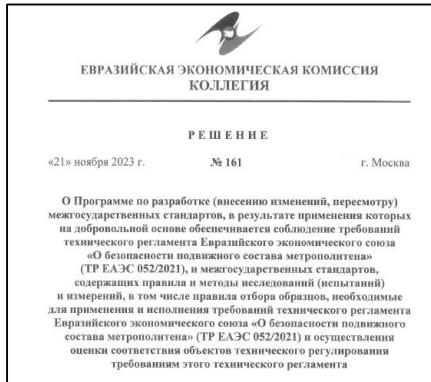 ЕВРАЗИЙСКАЯ ЭКОНОМИЧЕСКАЯ КОМИССИЯ
КОЛЛЕГИЯ
РЕШЕНИЕ
«21» ноября 2023 г. № 161 г. Москва
О Программе по разработке (внесению изменений, пересмотру)
межгосударственных стандартов, в результате применения которых
на добровольной основе обеспечивается соблюдение требований
технического регламента Евразийского экономического союза
«О безопасности подвижного состава метрополитена»
(ТР ЕАЭС 052/2021), и межгосударственных стандартов,
содержащих правила и методы исследований (испытаний)
и измерений, в том числе правила отбора образцов, необходимые
для применения и исполнения требований технического регламента
Евразийского экономического союза «О безопасности подвижного
состава метрополитена» (ТР ЕАЭС 052/2021) и осуществления
оценки соответствия объектов технического регулирования
требованиям этого технического регламента